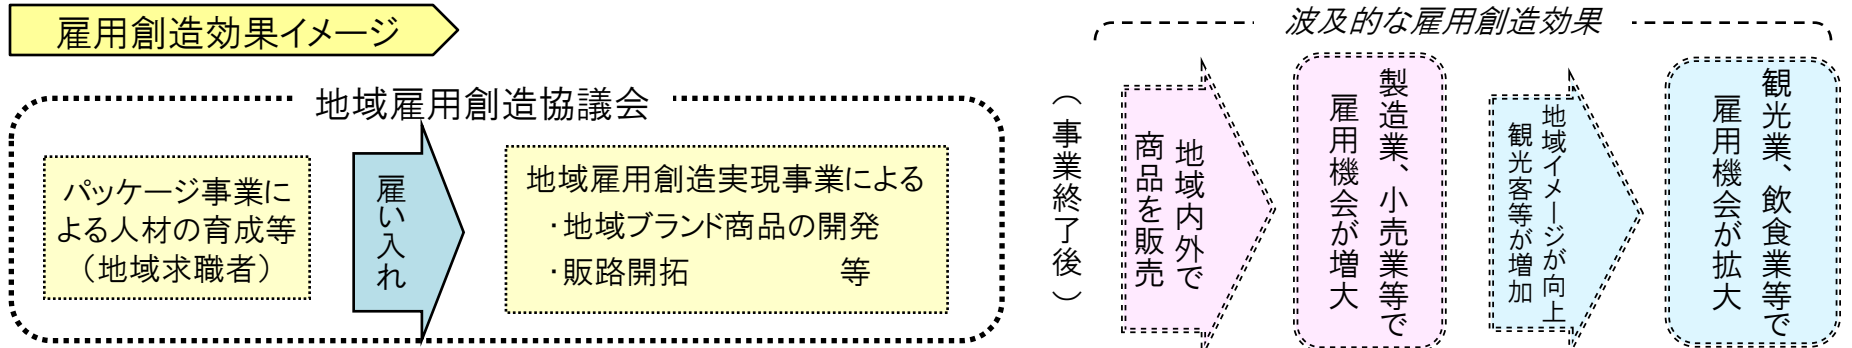 雇用創造効果イメージ
地域雇用創造協議会
パッケージ事業に
よる人材の育成等
（地域求職者）
雇い入れ
地域雇用創造実現事業による
・地域ブランド商品の開発
・販路開拓　　　　等
（事業終了後）
波及的な雇用創造効果
地域内外で
商品を販売
製造業、小売業等で
雇用機会が増大
地域イメージが向上
観光客等が増加
観光業、飲食業等で
雇用機会が拡大